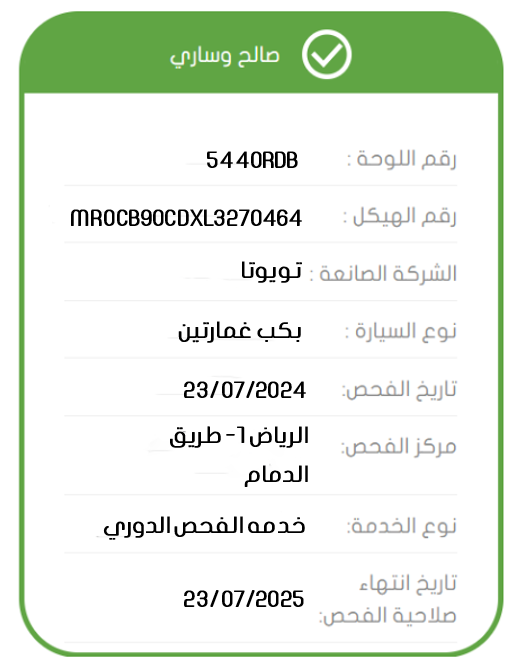 صالح وساري
رقم اللوحة : 5440RDB
رقم الهيكل : MR0CB90CDXL3270464
الشركة الصانعة : تويوتا
نوع السيارة : بكب غمارتين
تاريخ الفحص: 23/07/2024
مركز الفحص: الرياض 1- طريق
الدمام
نوع الخدمة: خدمه الفحص الدوري
تاريخ انتهاء
صلاحية الفحص: 23/07/2025